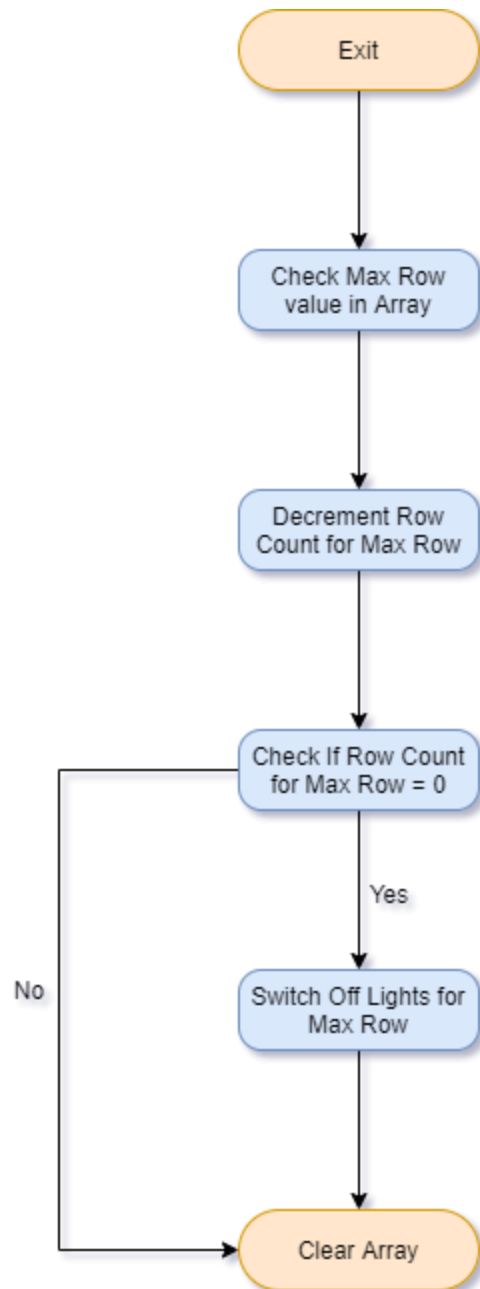 Exit
Check Max Row
value in Array
Decrement Row
Count for Max Row
Check If Row Count
for Max Row = 0
Yes
No
Switch Off Lights for
Max Row
Clear Array